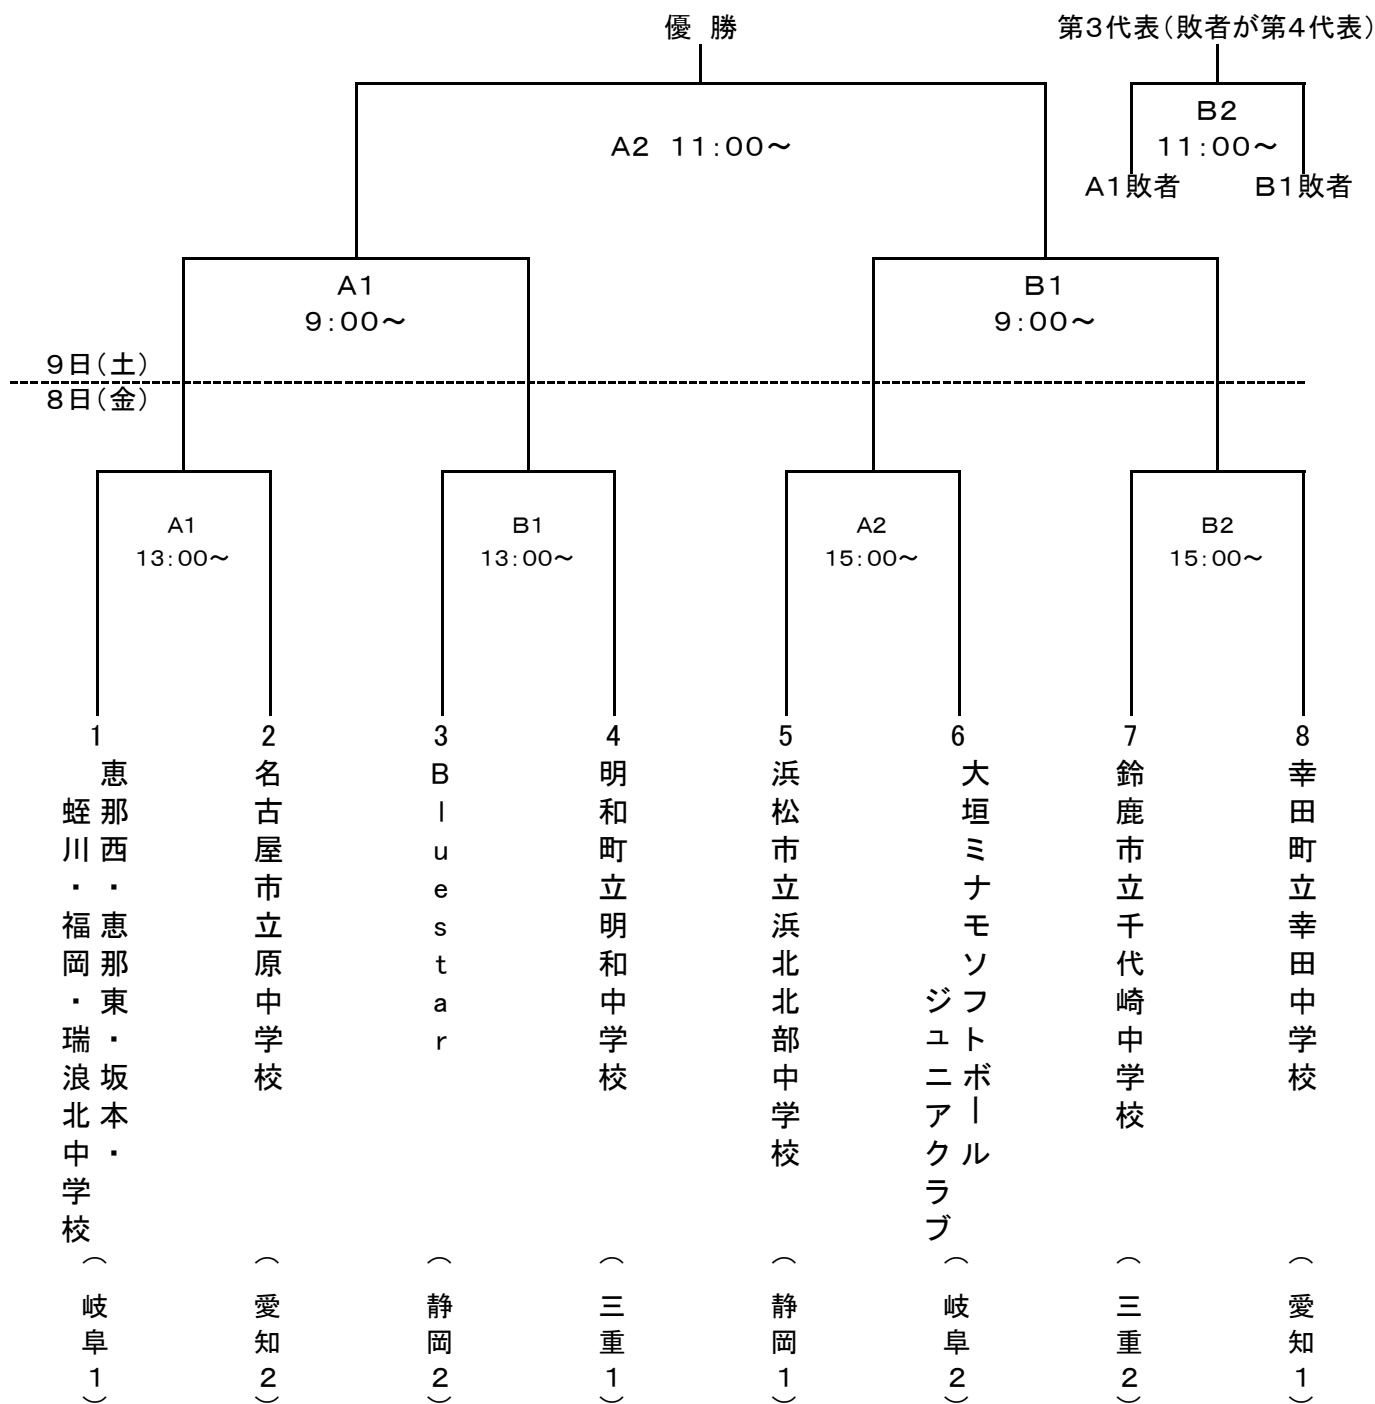 優 勝
第3代表(敗者が第4代表)
B2
11:00~
A2 11:00~
A1敗者
B1敗者
A1
9:00~
B1
9:00~
9日(土)
8日(金)
A1
13:00~
B1
13:00~
A2
15:00~
B2
15:00~
1
恵那西・恵那東・坂本・
蛭川・福岡・瑞浪北中学校
(岐阜1)
2
名古屋市立原中学校
(愛知2)
3
Bluestar
(静岡2)
4
明和町立明和中学校
(三重1)
5
浜松市立浜北北部中学校
(静岡1)
6
大垣ミナモソフトボール
ジュニアクラブ
(岐阜2)
7
鈴鹿市立千代崎中学校
(三重2)
8
幸田町立幸田中学校
(愛知1)